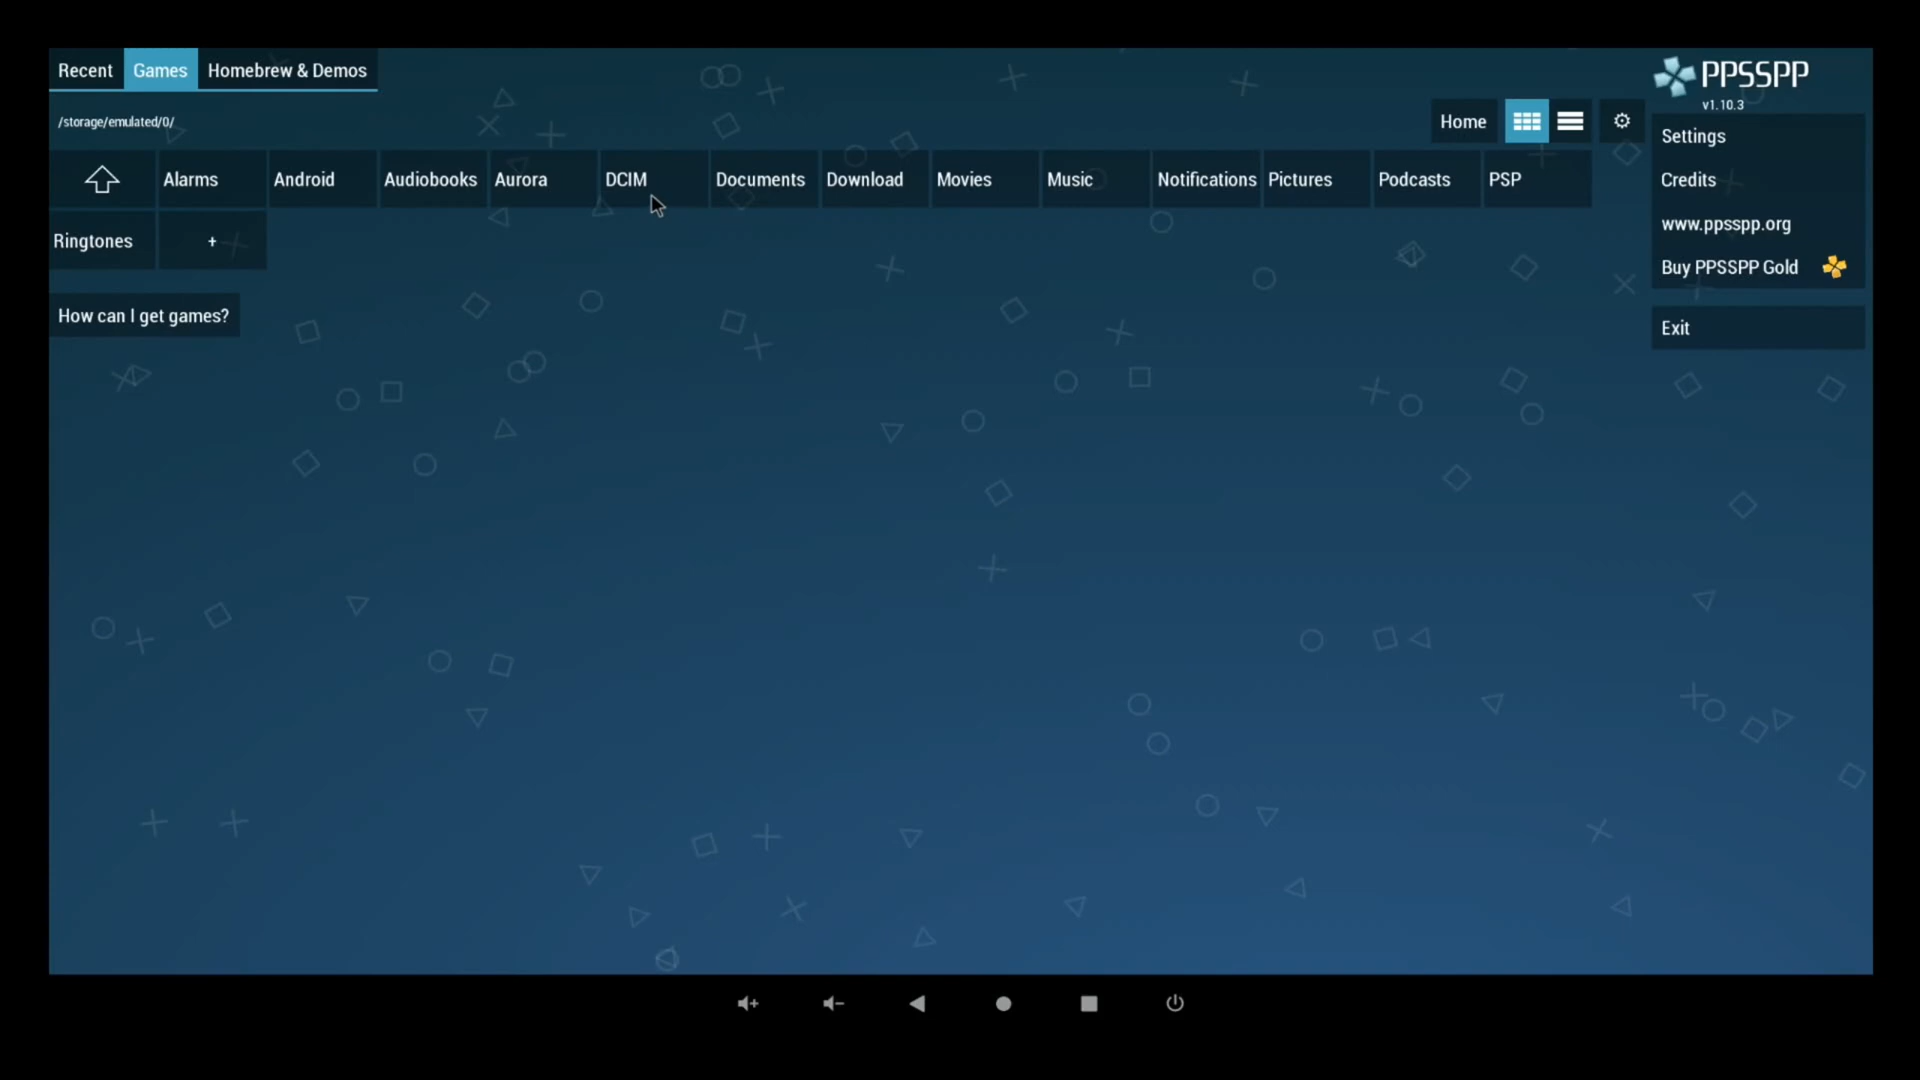 Recent Games Homebrew & Demos
PPSSPP
v1.10.3
/storage/emulated/0/
Home
Settings
Alarms Android Audiobooks Aurora DCIM Documents Download Movies Music Notifications Pictures Podcasts PSP
Credits
www.ppsspp.org
Ringtones +
Buy PPSSPP Gold
How can I get games?
Exit